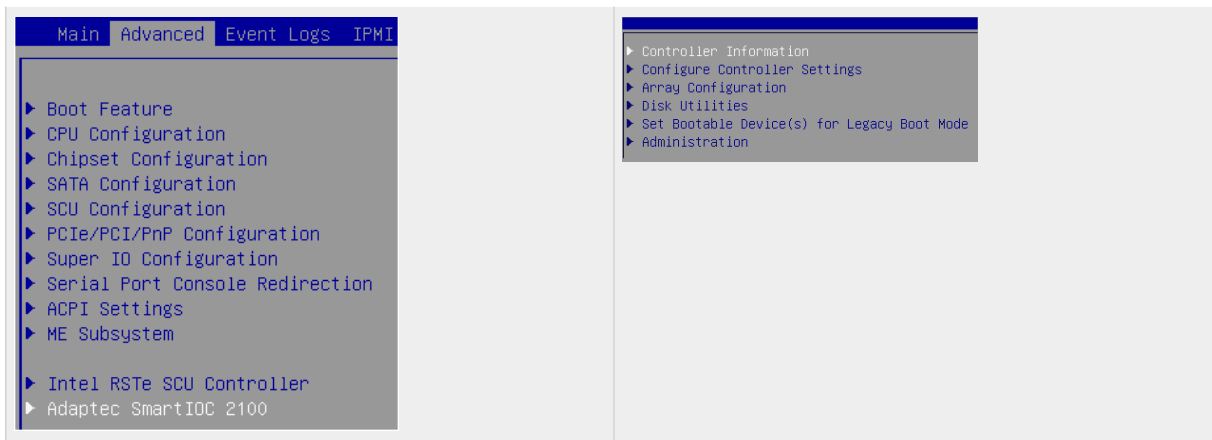 Main Advanced Event Logs IPMI
Boot Feature
CPU Configuration
Chipset Configuration
SATA Configuration
SCU Configuration
PCIe/PCI/PnP Configuration
Super IO Configuration
Serial Port Console Redirection
ACPI Settings
ME Subsystem
Intel RSTe SCU Controller
Adaptec SmartIOC 2100
Controller Information
Configure Controller Settings
Array Configuration
Disk Utilities
Set Bootable Device(s) for Legacy Boot Mode
Administration